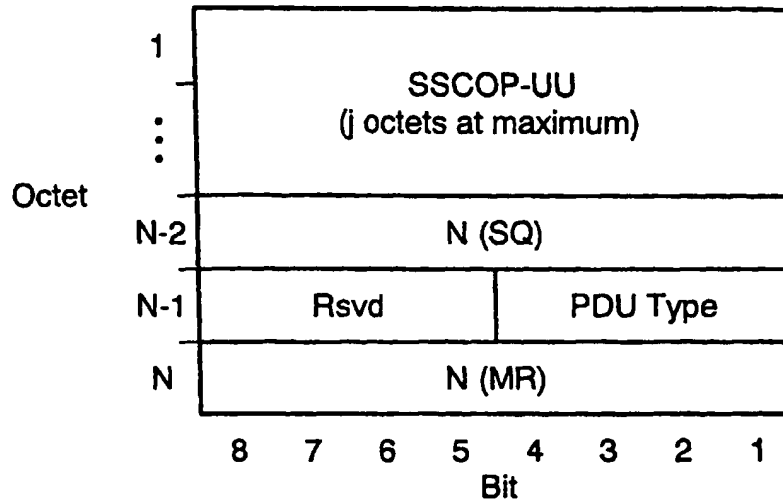 1
SSCOP-UU
(j octets at maximum)
Octet
N-2 N (SQ)
N-1 Rsvd PDU Type
N N (MR)
8 7 6 5 4 3 2 1
Bit